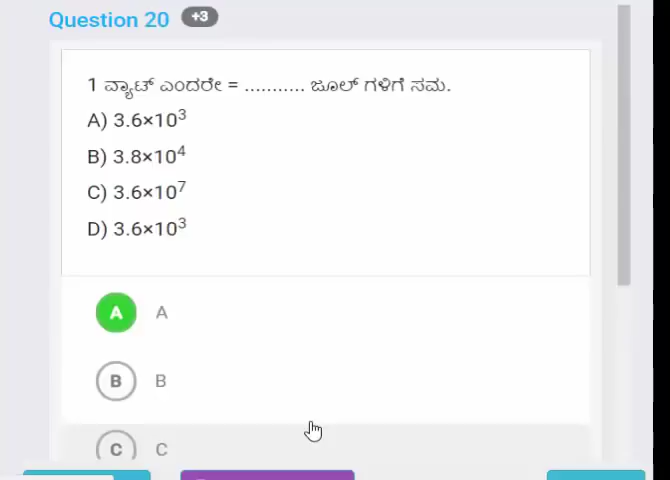 Question 20 +3
1 ವ್ಯಾಟ್ ಎಂದರೇ = ........... ಜೂಲ್ ಗಳಿಗೆ ಸಮ.
A) 3.6×10³
B) 3.8×10⁴
C) 3.6×10⁷
D) 3.6×10³
A A
B B
C C